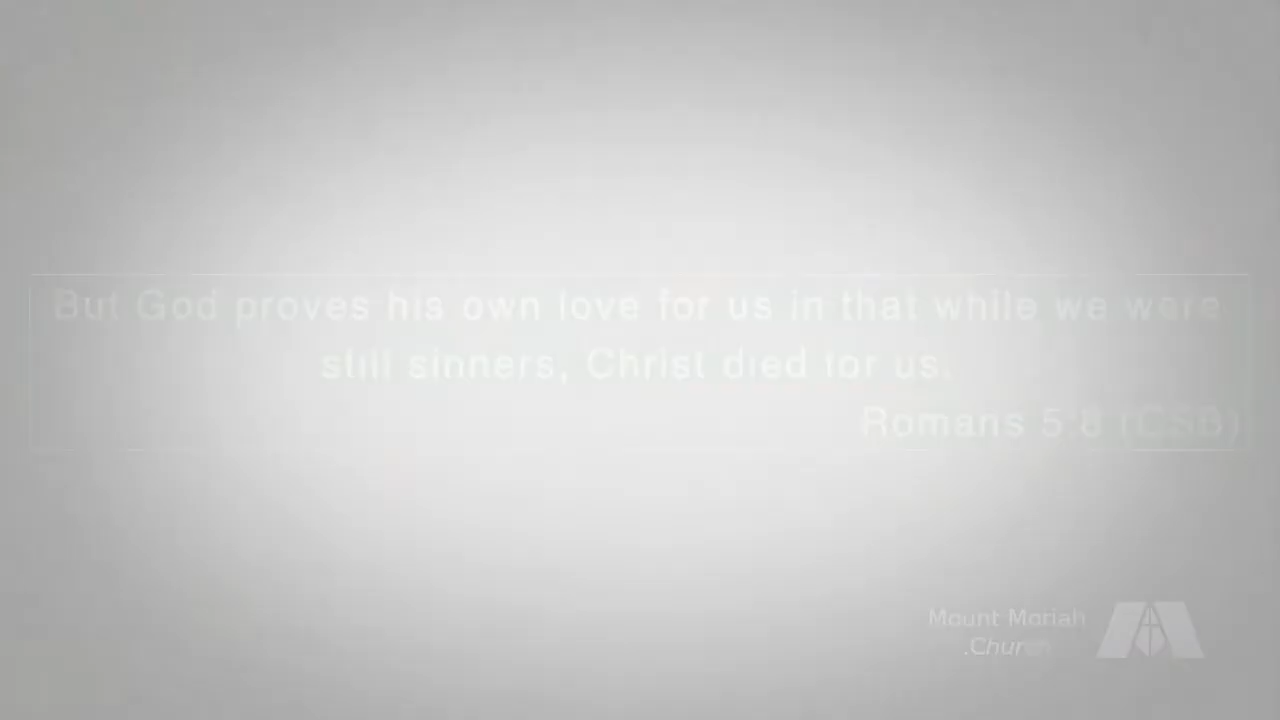 But God proves his own love for us in that while we were
still sinners, Christ died for us.
Romans 5:8 (CSB)
Mount Moriah
.Church